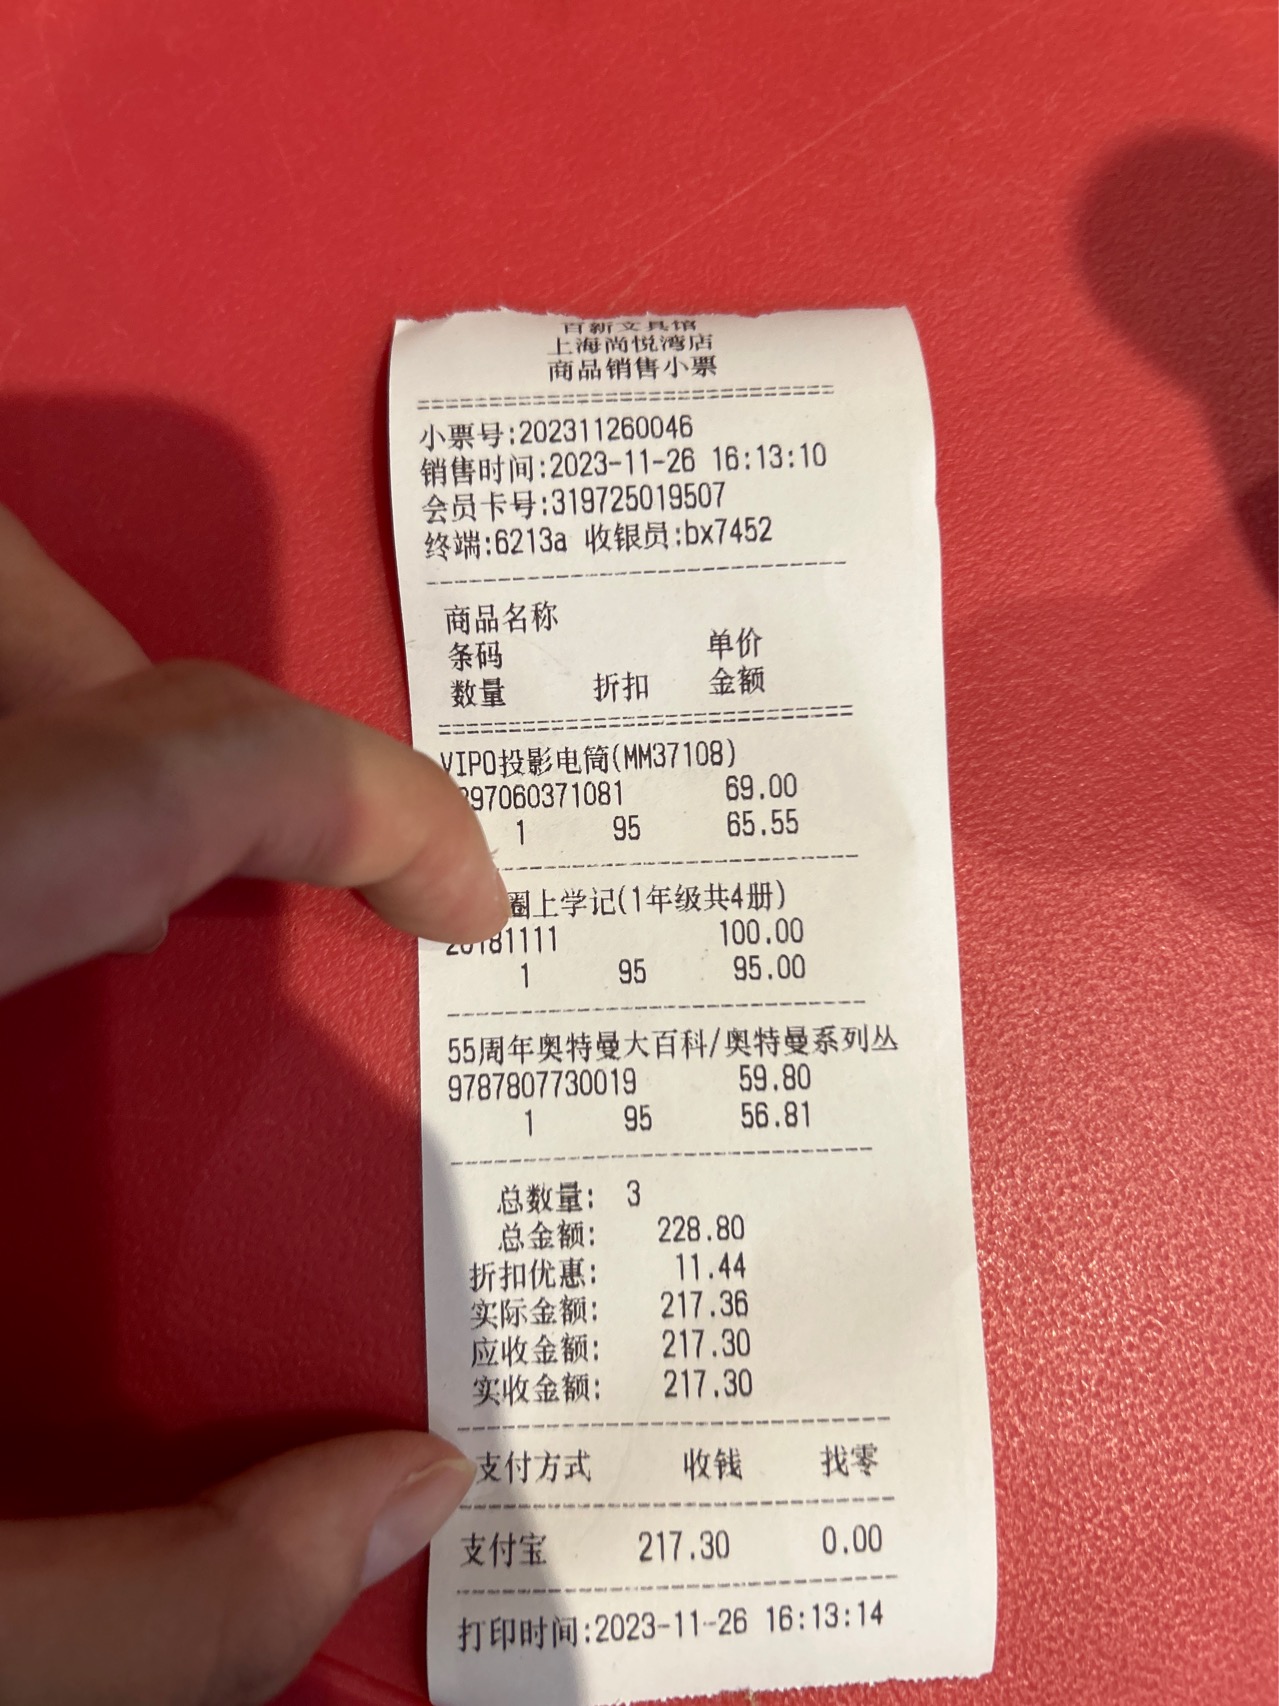 百新文具馆
上海尚悦湾店
商品销售小票
小票号:202311260046
销售时间:2023-11-26 16:13:10
会员卡号:319725019507
终端:6213a 收银员:bx7452
商品名称
条码 单价
数量 折扣 金额
VIPO投影电筒(MM37108)
897060371081 69.00
1 95 65.55
圈上学记(1年级共4册)
20181111 100.00
1 95 95.00
55周年奥特曼大百科/奥特曼系列丛
9787807730019 59.80
1 95 56.81
总数量: 3
总金额: 228.80
折扣优惠: 11.44
实际金额: 217.36
应收金额: 217.30
实收金额: 217.30
支付方式 收钱 找零
支付宝 217.30 0.00
打印时间:2023-11-26 16:13:14